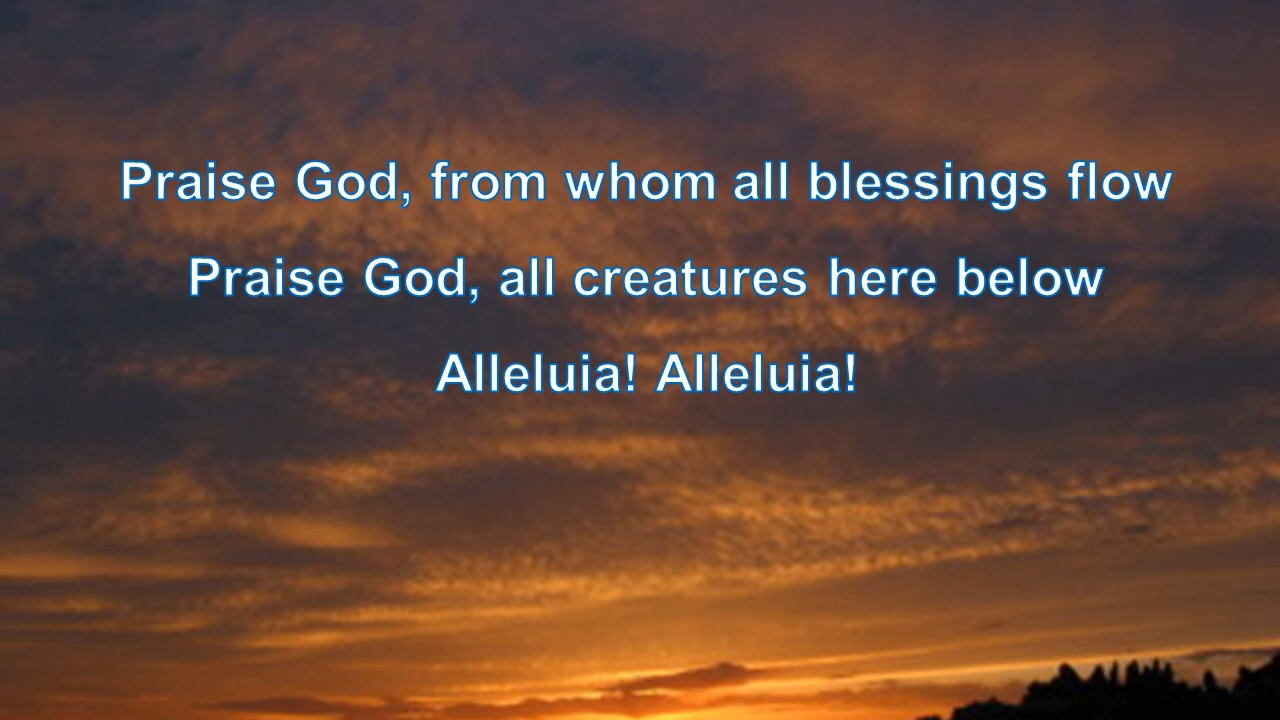 Praise God, from whom all blessings flow
Praise God, all creatures here below
Alleluia! Alleluia!